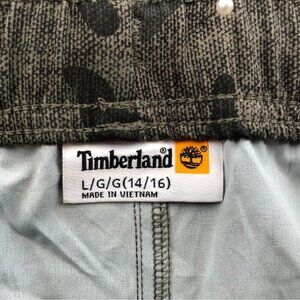 Timberland® ®
L/G/G(14/16)
MADE IN VIETNAM